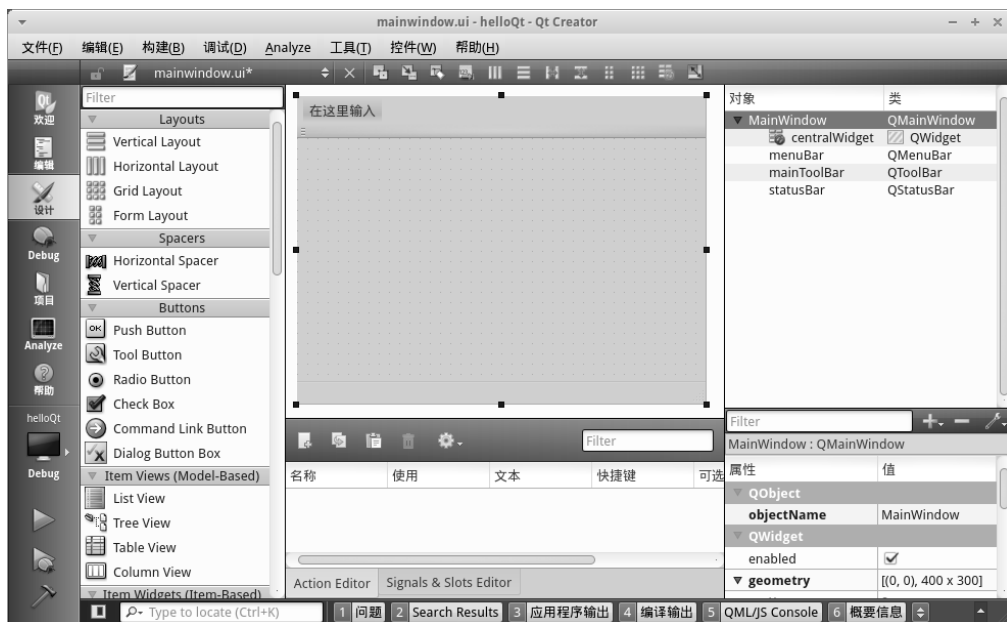 mainwindow.ui - helloQt - Qt Creator
文件(F) 编辑(E) 构建(B) 调试(D) Analyze 工具(T) 控件(W) 帮助(H)
mainwindow.ui*
欢迎
编辑
设计
Debug
项目
Analyze
帮助
helloQt
Debug
Filter
Layouts
Vertical Layout
Horizontal Layout
Grid Layout
Form Layout
Spacers
Horizontal Spacer
Vertical Spacer
Buttons
OK Push Button
Tool Button
Radio Button
Check Box
Command Link Button
Dialog Button Box
Item Views (Model-Based)
List View
Tree View
Table View
Column View
Item Widgets (Item-Based)
在这里输入
Filter
名称 使用 文本 快捷键 可选
Action Editor Signals & Slots Editor
对象 类
MainWindow QMainWindow
centralWidget QWidget
menuBar QMenuBar
mainToolBar QToolBar
statusBar QStatusBar
Filter
MainWindow : QMainWindow
属性 值
QObject
objectName MainWindow
QWidget
enabled
geometry [(0, 0), 400 x 300]
Type to locate (Ctrl+K) 1 问题 2 Search Results 3 应用程序输出 4 编译输出 5 QML/JS Console 6 概要信息